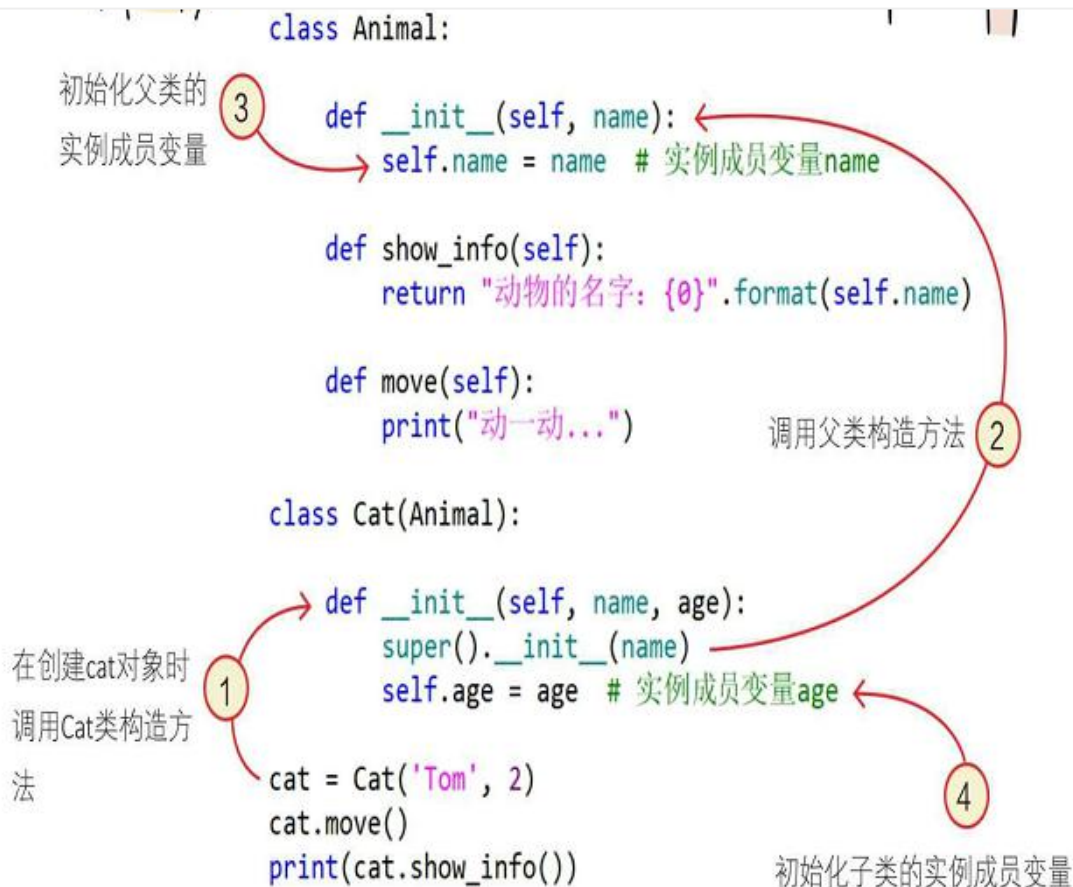 class Animal:
初始化父类的
实例成员变量
3
def __init__(self, name):
self.name = name  # 实例成员变量name
def show_info(self):
return "动物的名字：{0}".format(self.name)
def move(self):
print("动一动...")
调用父类构造方法
2
class Cat(Animal):
def __init__(self, name, age):
super().__init__(name)
self.age = age  # 实例成员变量age
在创建cat对象时
调用Cat类构造方
法
1
cat = Cat('Tom', 2)
cat.move()
print(cat.show_info())
4
初始化子类的实例成员变量